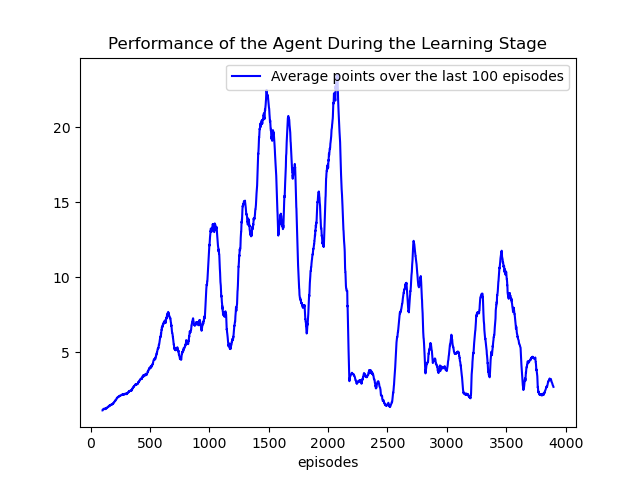 Performance of the Agent During the Learning Stage
Average points over the last 100 episodes
20
15
10
5
0 500 1000 1500 2000 2500 3000 3500 4000
episodes